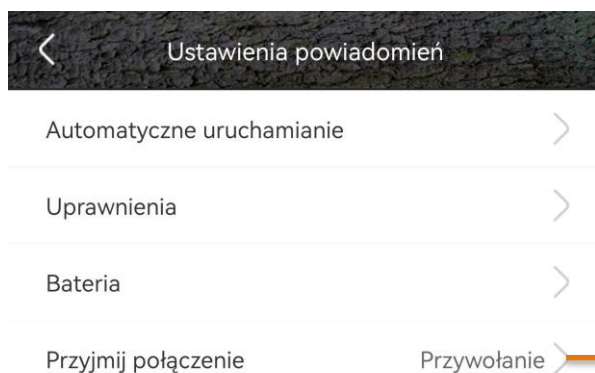 Ustawienia powiadomień
Automatyczne uruchamianie
Uprawnienia
Bateria
Przyjmij połączenie Przywołanie